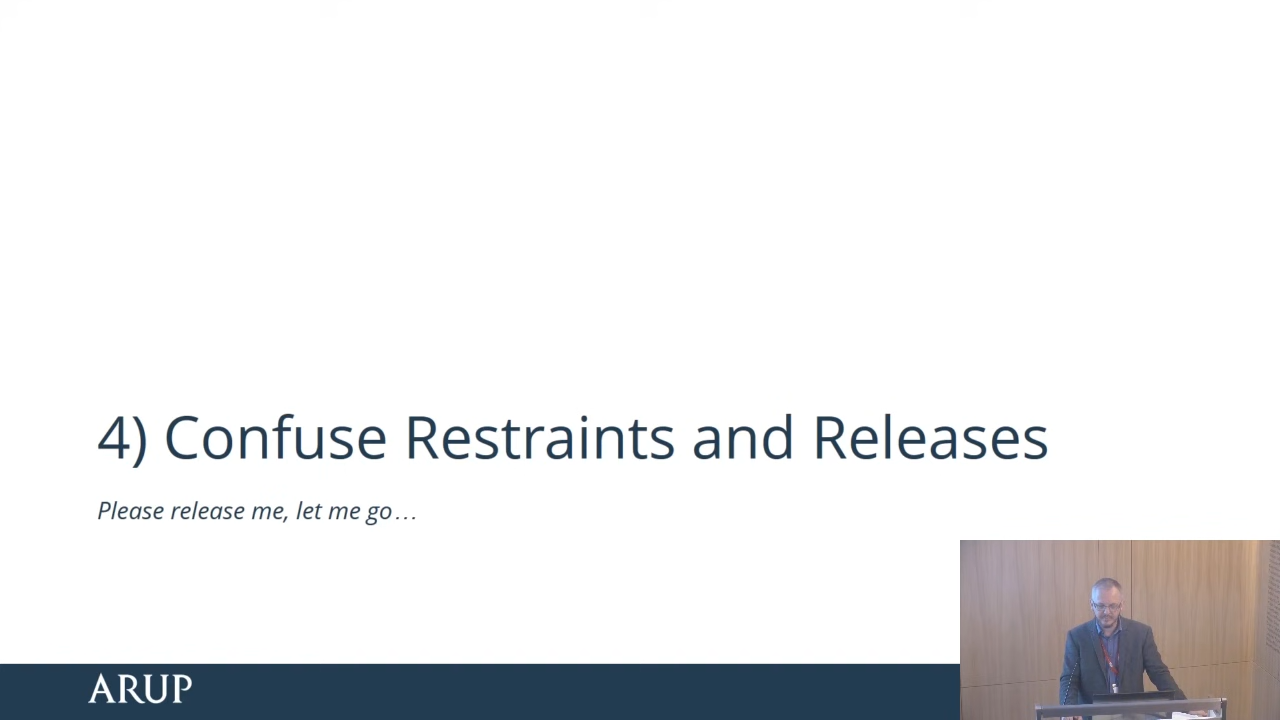 4) Confuse Restraints and Releases
Please release me, let me go…
ARUP